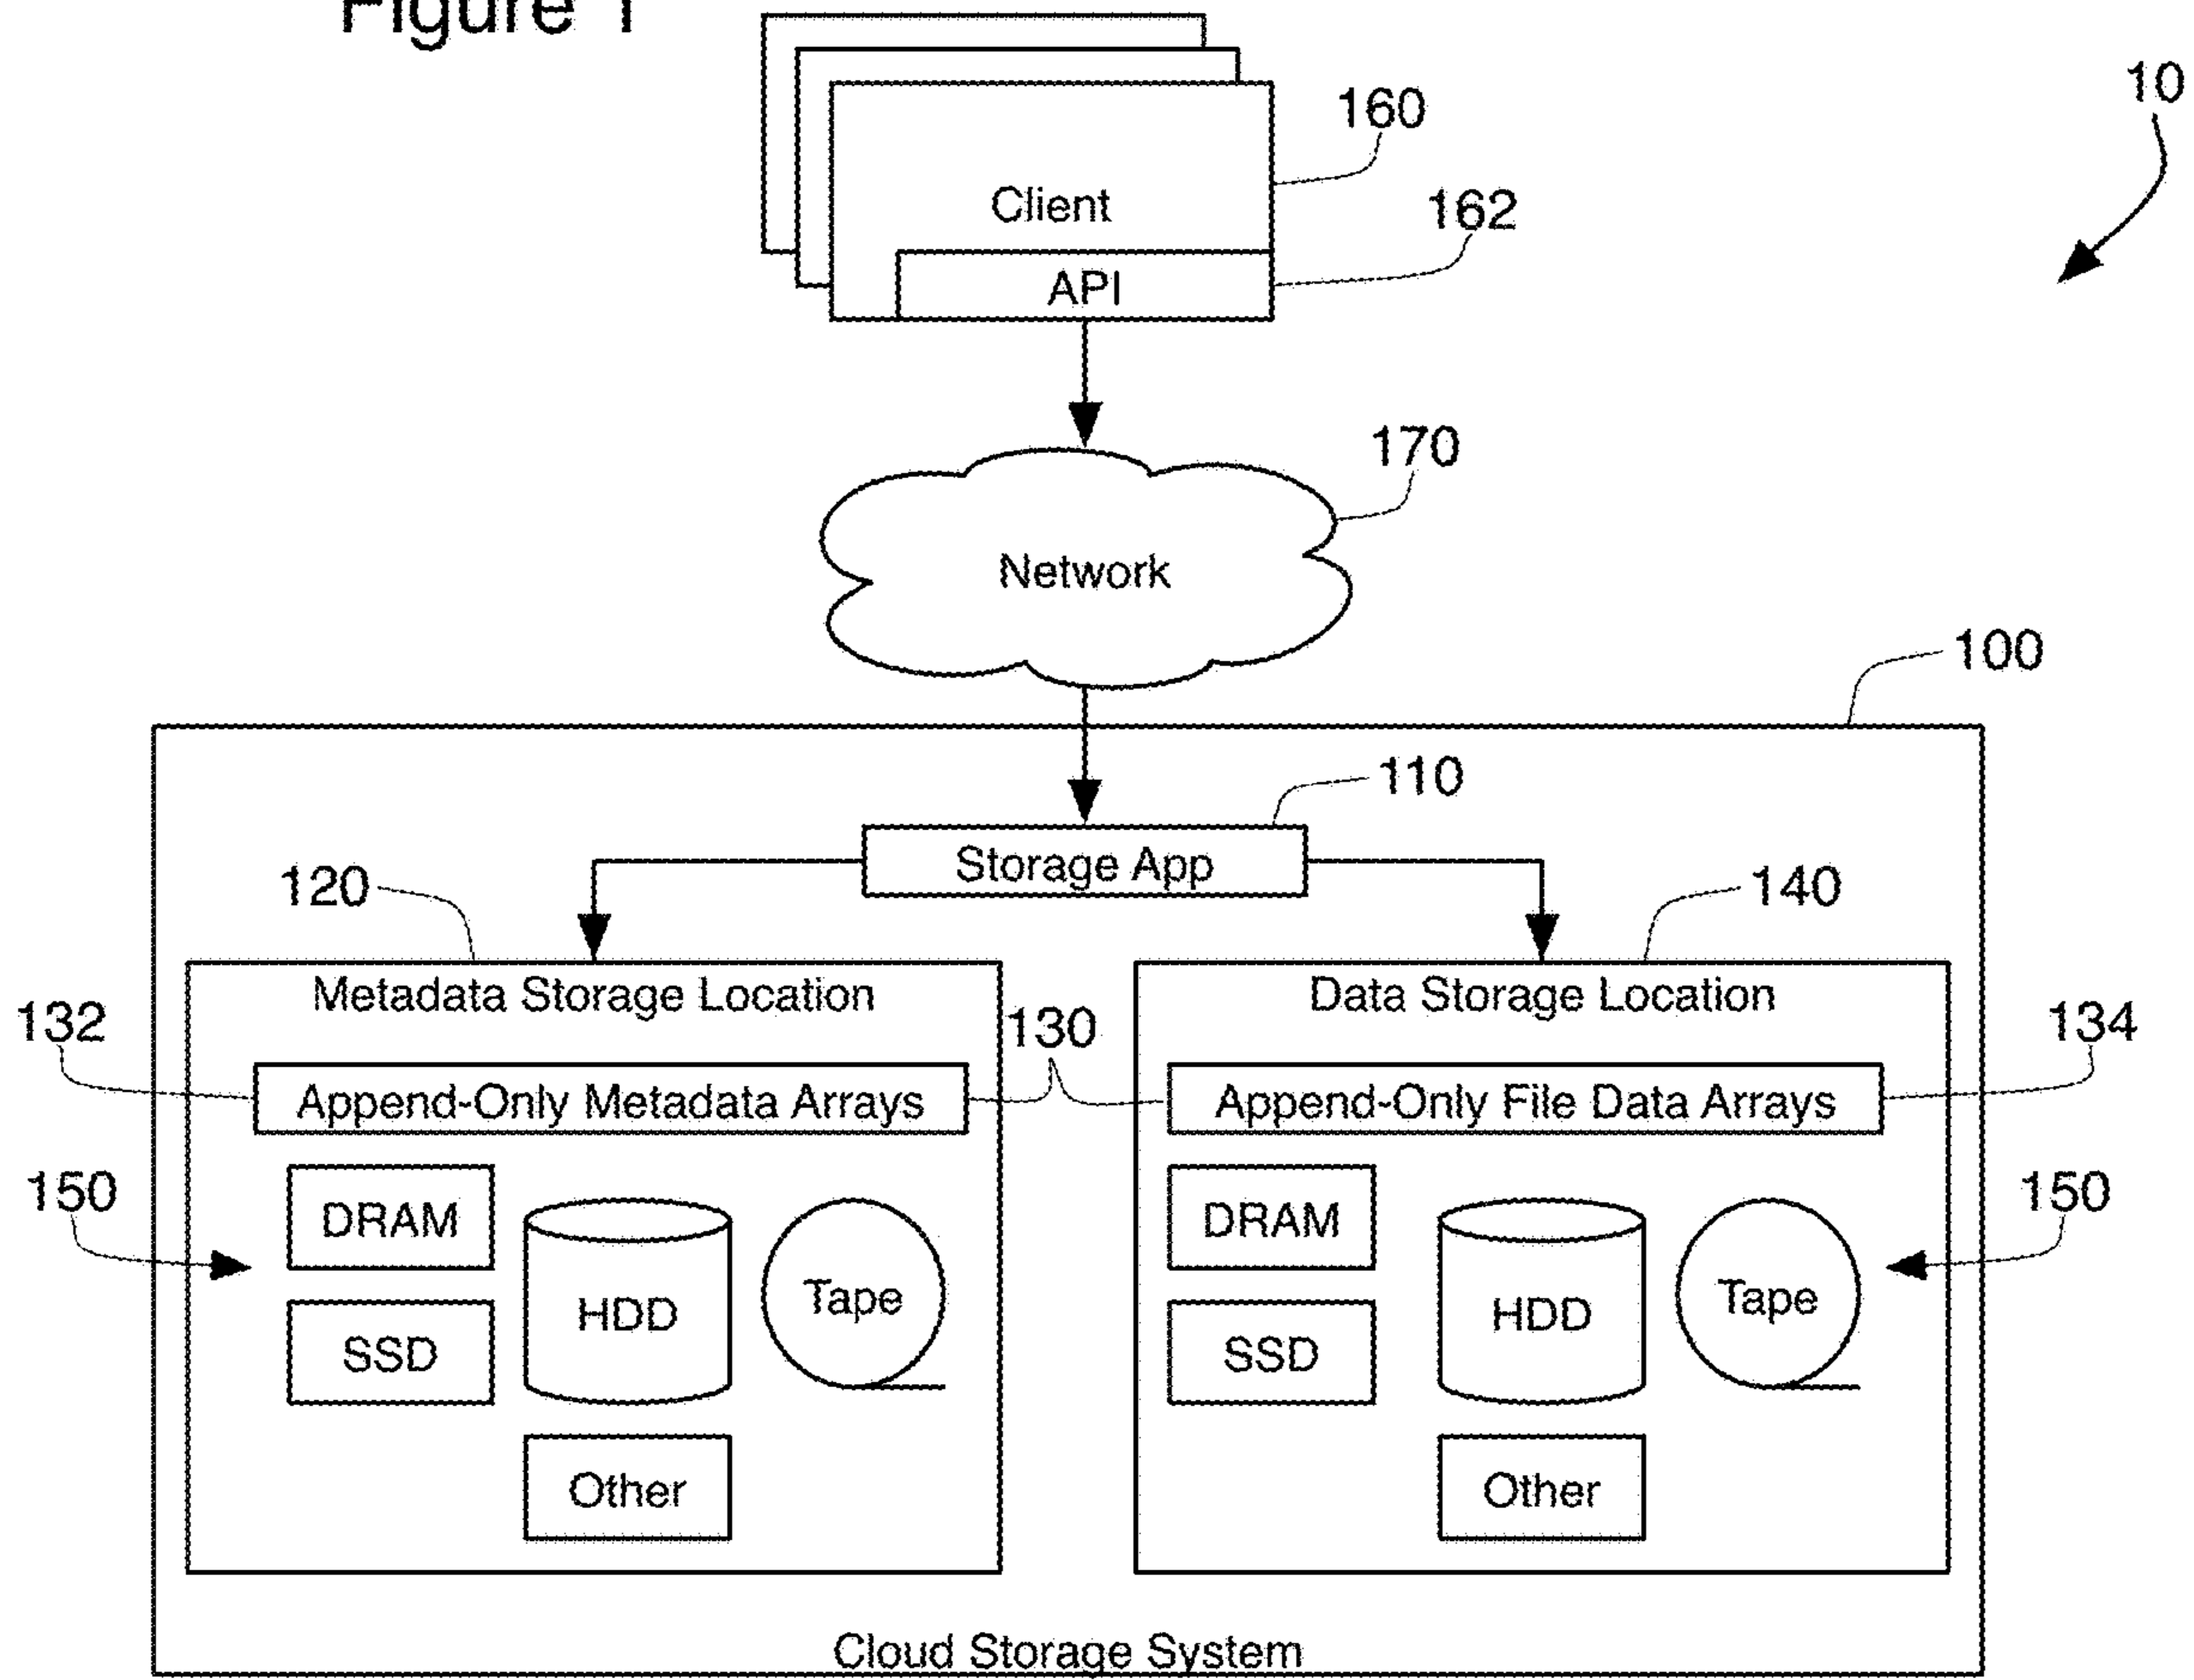 Figure 1
10
160
Client
162
API
170
Network
100
110
Storage App
120
140
Metadata Storage Location
Data Storage Location
132
130
134
Append-Only Metadata Arrays
Append-Only File Data Arrays
150
DRAM
HDD
Tape
SSD
Other
DRAM
HDD
Tape
SSD
Other
150
Cloud Storage System